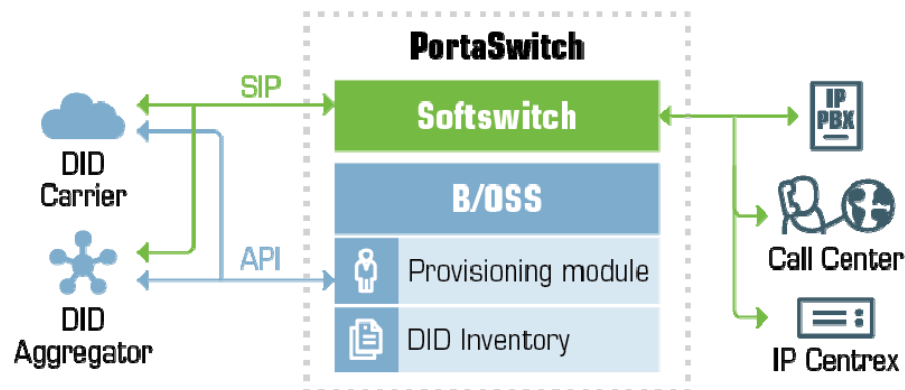 PortaSwitch
SIP
Softswitch
IP
PBX
DID
Carrier
B/OSS
Call Center
API
Provisioning module
DID
Aggregator
DID Inventory
IP Centrex